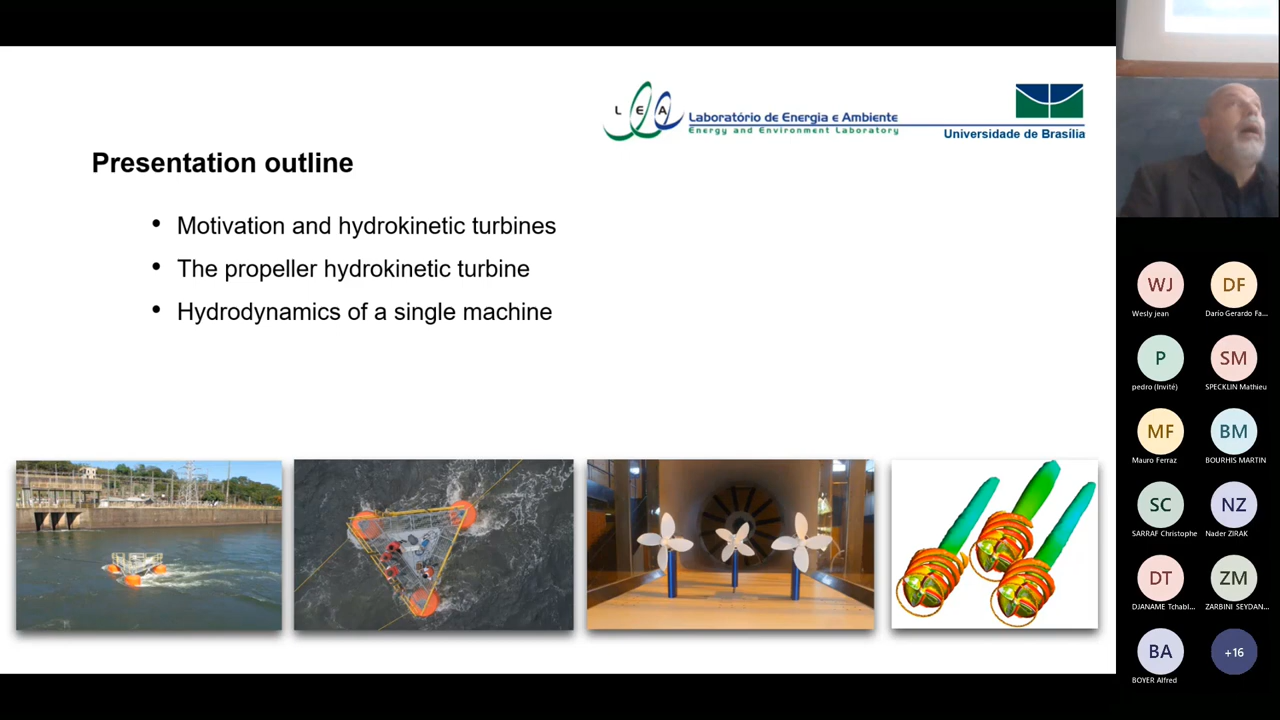 L E A
Laboratório de Energia e Ambiente
Energy and Environment Laboratory
Universidade de Brasília
Presentation outline
• Motivation and hydrokinetic turbines
• The propeller hydrokinetic turbine
• Hydrodynamics of a single machine
WJ
Wesly jean
DF
Darío Gerardo Fa...
P
pedro (Invité)
SM
SPECKLIN Mathieu
MF
Mauro Ferraz
BM
BOURHIS MARTIN
SC
SARRAF Christophe
NZ
Nader ZIRAK
DT
DJANAME Tchabl...
ZM
ZARBINI SEYDAN...
BA
BOYER Alfred
+16